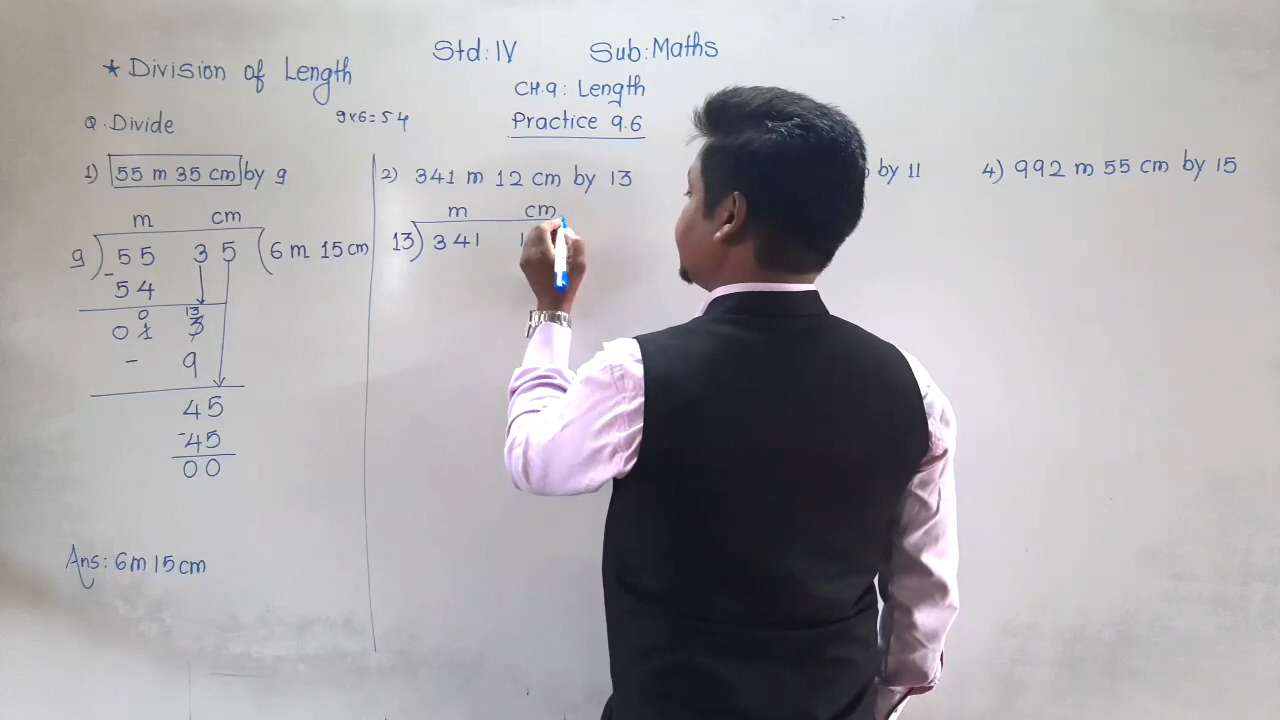 Std: IV Sub: Maths
* Division of Length
CH.9: Length
Q. Divide
9x6=54
Practice 9.6
1) 55 m 35 cm by 9
m cm
9) 55 35 ( 6 m 15 cm
- 54
0 13
0 1 3
- 9
45
- 45
00
Ans: 6m 15cm
2) 341 m 12 cm by 13
m cm
13) 341 1
by 11
4) 992 m 55 cm by 15